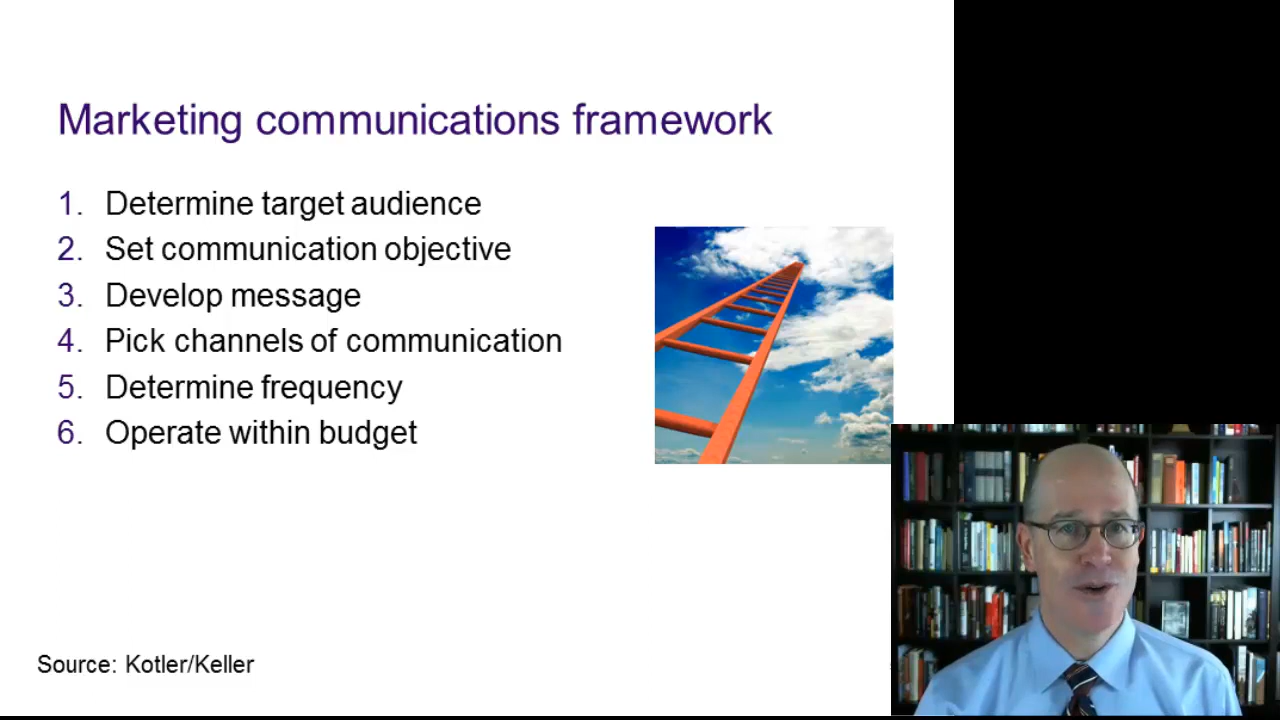 Marketing communications framework
1. Determine target audience
2. Set communication objective
3. Develop message
4. Pick channels of communication
5. Determine frequency
6. Operate within budget
Source: Kotler/Keller